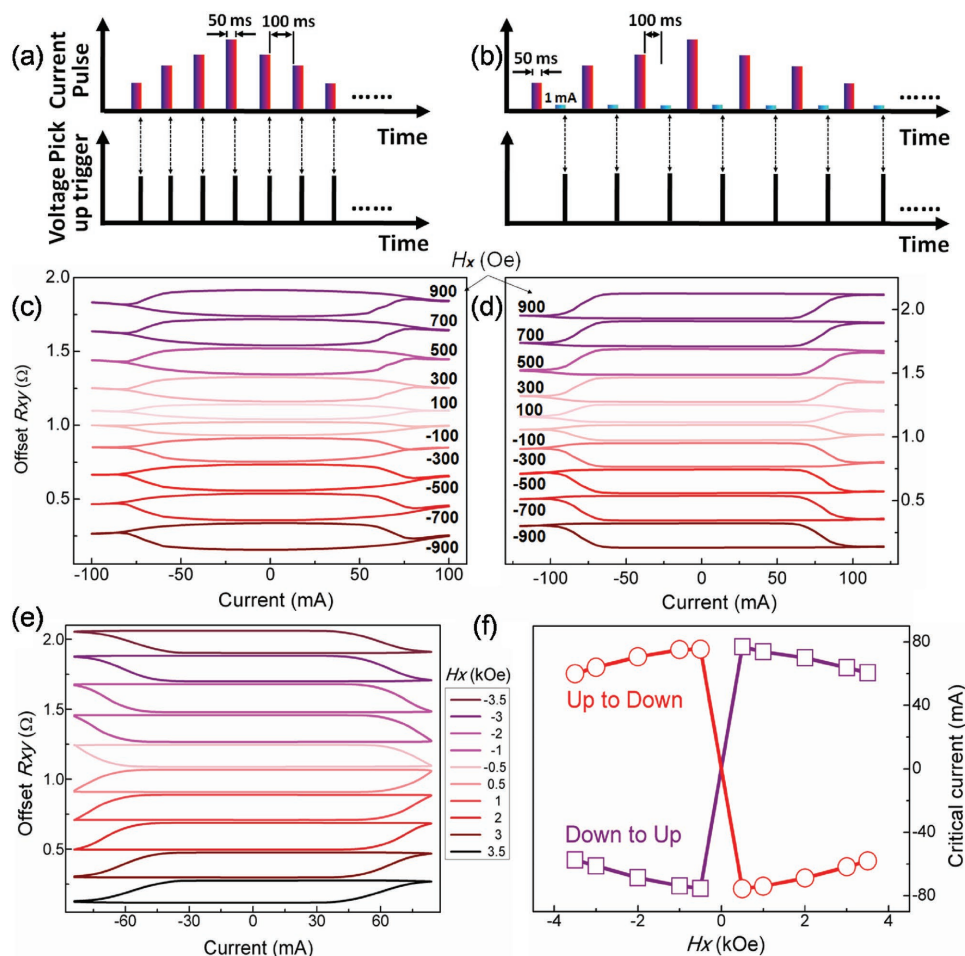 (a)
50 ms
100 ms
Current
Pulse
......
Time
Voltage Pick
up trigger
......
Time
(b)
100 ms
50 ms
1 mA
......
Time
......
Time
Hx (Oe)
(c)
2.0
1.5
1.0
0.5
Offset Rxy (Ω)
900
700
500
300
100
-100
-300
-500
-700
-900
-100
-50
0
50
100
Current (mA)
(d)
900
700
500
300
100
-100
-300
-500
-700
-900
2.0
1.5
1.0
0.5
-100
-50
0
50
100
Current (mA)
(e)
2.0
1.5
1.0
0.5
Offset Rxy (Ω)
-60
-30
0
30
60
Current (mA)
Hx (kOe)
-3.5
-3
-2
-1
-0.5
0.5
1
2
3
3.5
(f)
Up to Down
Down to Up
80
40
0
-40
-80
Critical current (mA)
-4
-2
0
2
4
Hx (kOe)